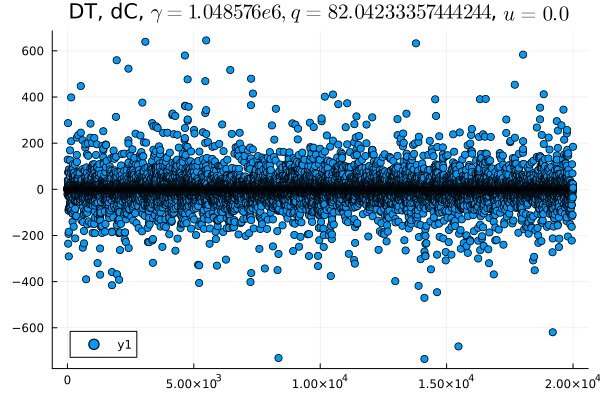 DT, dC, γ = 1.048576e6, q = 82.04233357444244, u = 0.0
600
400
200
0
−200
−400
−600
y1
0 5.00×10³ 1.00×10⁴ 1.50×10⁴ 2.00×10⁴